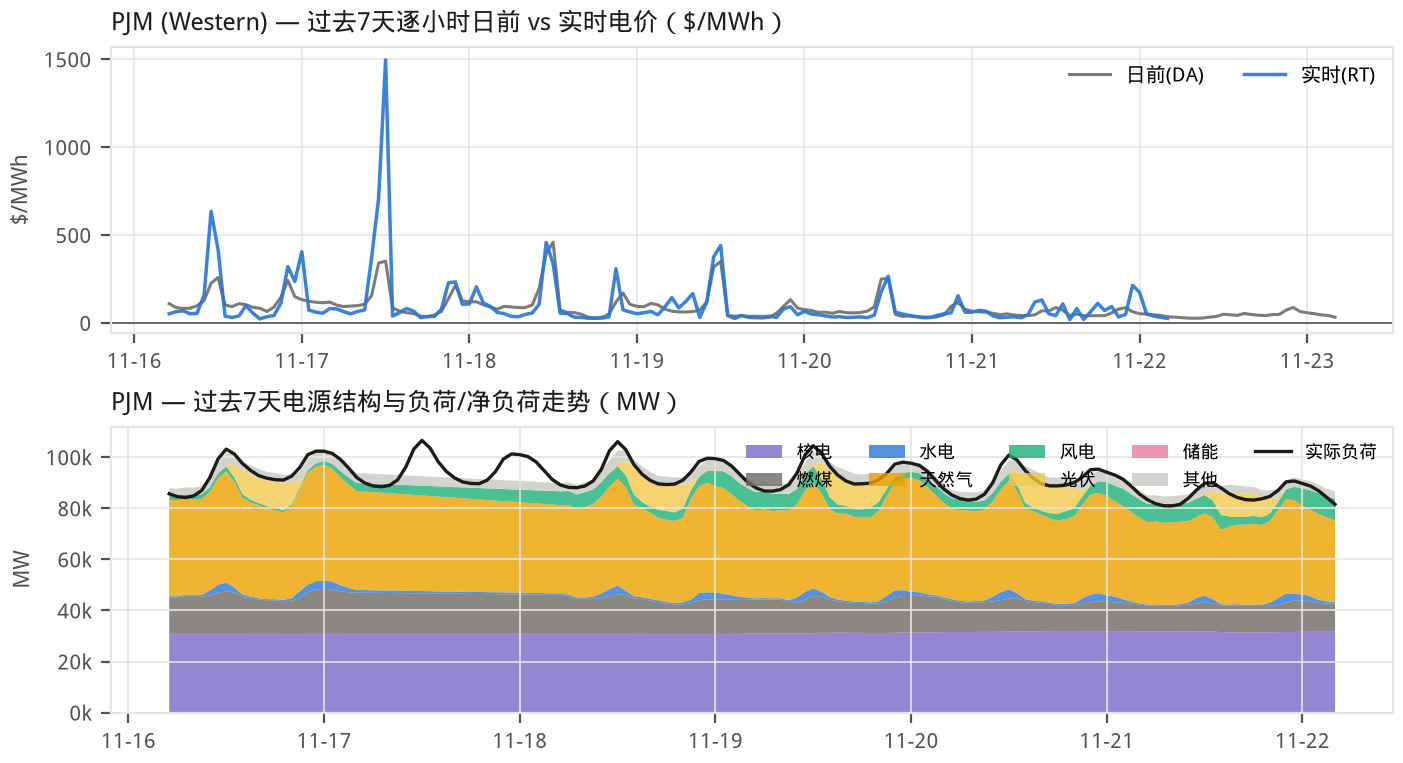 PJM (Western) — 过去7天逐小时日前 vs 实时电价（$/MWh）
$/MWh
1500
1000
500
0
日前(DA) 实时(RT)
11-16 11-17 11-18 11-19 11-20 11-21 11-22 11-23
PJM — 过去7天电源结构与负荷/净负荷走势（MW）
MW
100k
80k
60k
40k
20k
0k
核电 水电 风电 储能 实际负荷
燃煤 天然气 光伏 其他
11-16 11-17 11-18 11-19 11-20 11-21 11-22